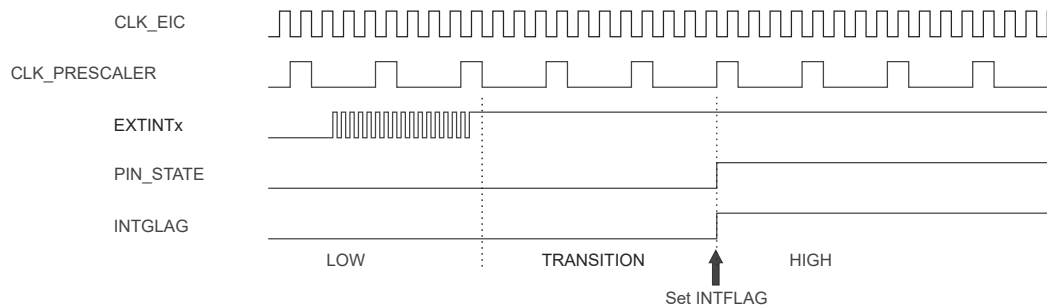 CLK_EIC
CLK_PRESCALER
EXTINTx
PIN_STATE
INTGLAG
LOW TRANSITION HIGH
Set INTFLAG